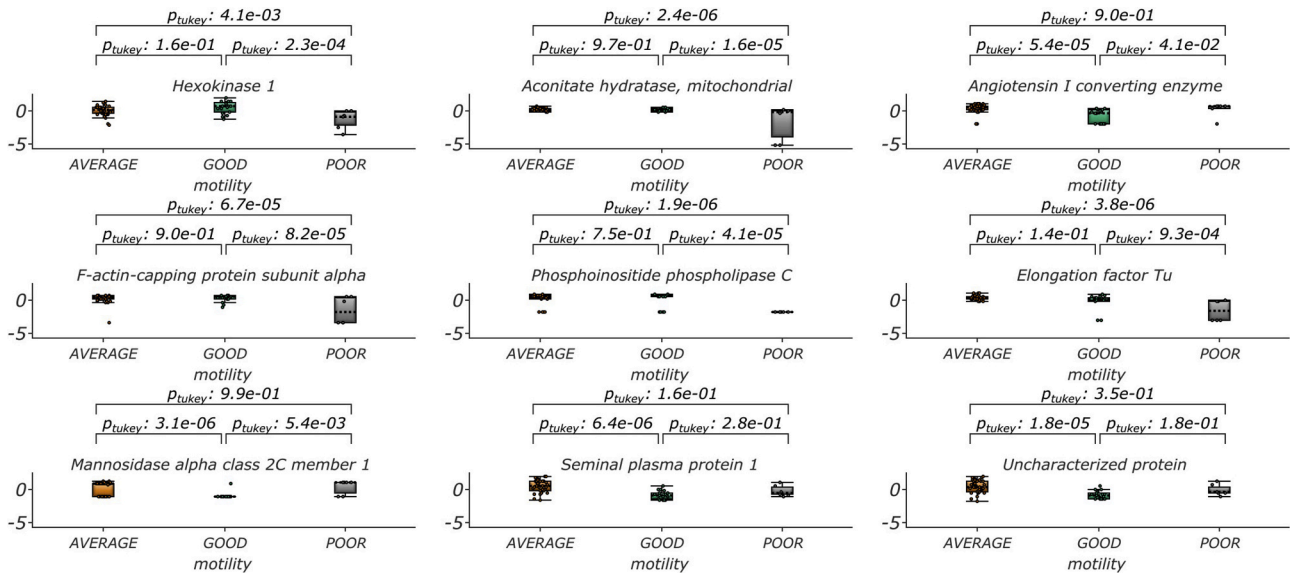 p_tukey: 4.1e-03
p_tukey: 1.6e-01 p_tukey: 2.3e-04
Hexokinase 1
0
-5
AVERAGE GOOD POOR
motility
p_tukey: 2.4e-06
p_tukey: 9.7e-01 p_tukey: 1.6e-05
Aconitate hydratase, mitochondrial
0
-5
AVERAGE GOOD POOR
motility
p_tukey: 9.0e-01
p_tukey: 5.4e-05 p_tukey: 4.1e-02
Angiotensin I converting enzyme
0
-5
AVERAGE GOOD POOR
motility
p_tukey: 6.7e-05
p_tukey: 9.0e-01 p_tukey: 8.2e-05
F-actin-capping protein subunit alpha
0
-5
AVERAGE GOOD POOR
motility
p_tukey: 1.9e-06
p_tukey: 7.5e-01 p_tukey: 4.1e-05
Phosphoinositide phospholipase C
0
-5
AVERAGE GOOD POOR
motility
p_tukey: 3.8e-06
p_tukey: 1.4e-01 p_tukey: 9.3e-04
Elongation factor Tu
0
-5
AVERAGE GOOD POOR
motility
p_tukey: 9.9e-01
p_tukey: 3.1e-06 p_tukey: 5.4e-03
Mannosidase alpha class 2C member 1
0
-5
AVERAGE GOOD POOR
motility
p_tukey: 1.6e-01
p_tukey: 6.4e-06 p_tukey: 2.8e-01
Seminal plasma protein 1
0
-5
AVERAGE GOOD POOR
motility
p_tukey: 3.5e-01
p_tukey: 1.8e-05 p_tukey: 1.8e-01
Uncharacterized protein
0
-5
AVERAGE GOOD POOR
motility